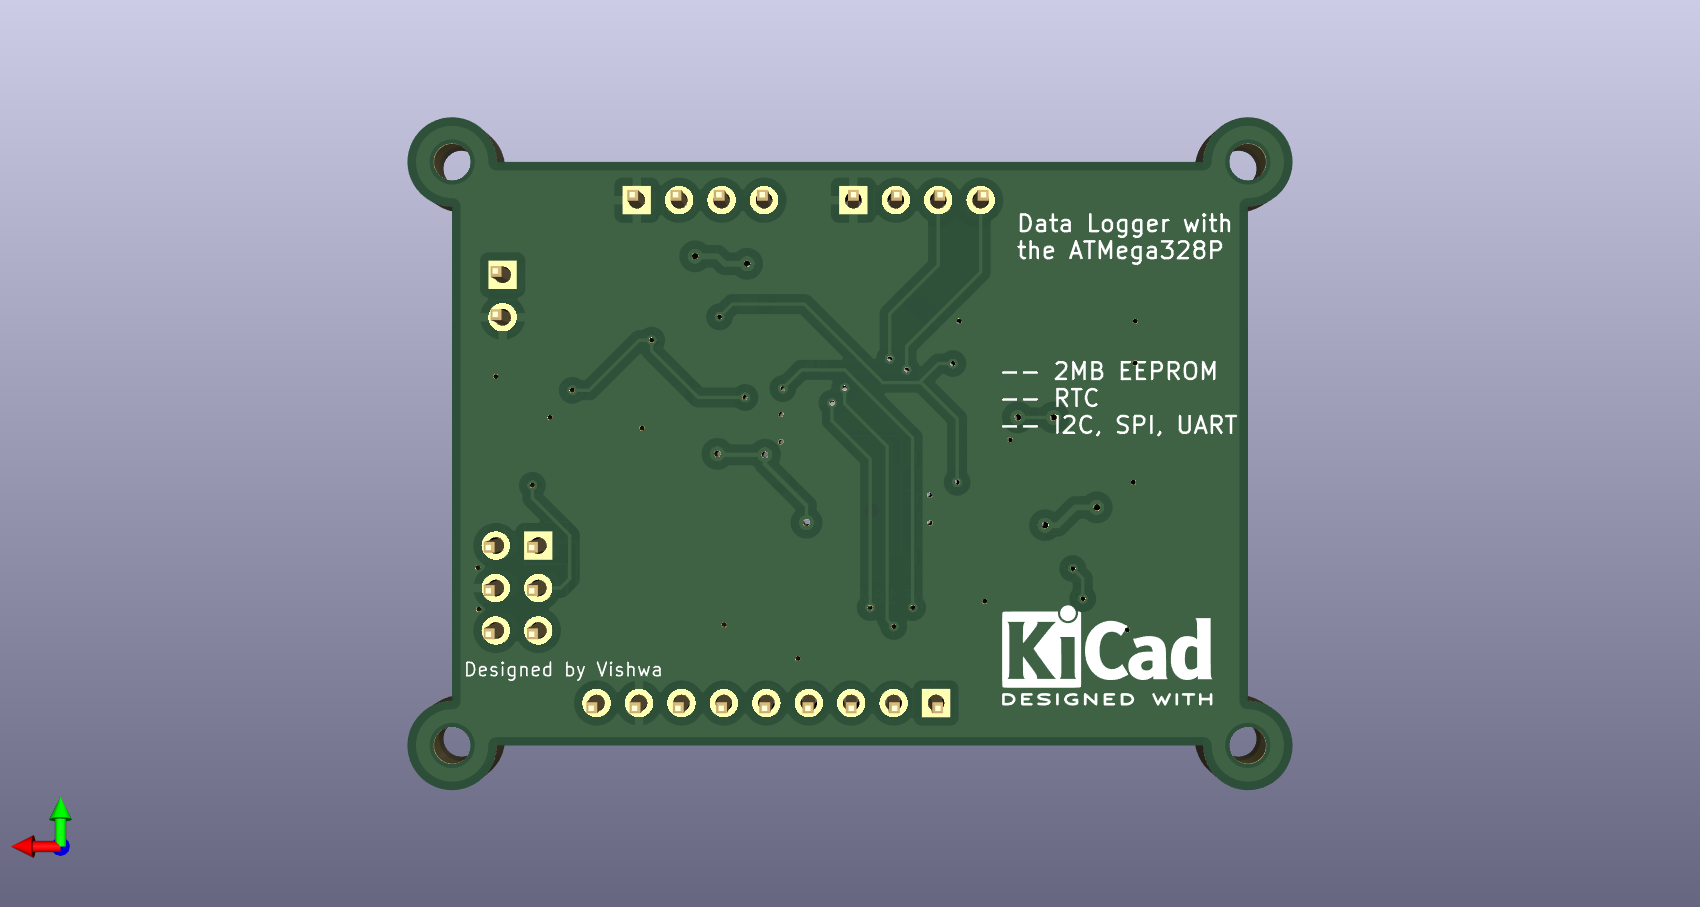 Data Logger with
the ATMega328P
-- 2MB EEPROM
-- RTC
-- I2C, SPI, UART
Designed by Vishwa
KiCad
DESIGNED WITH